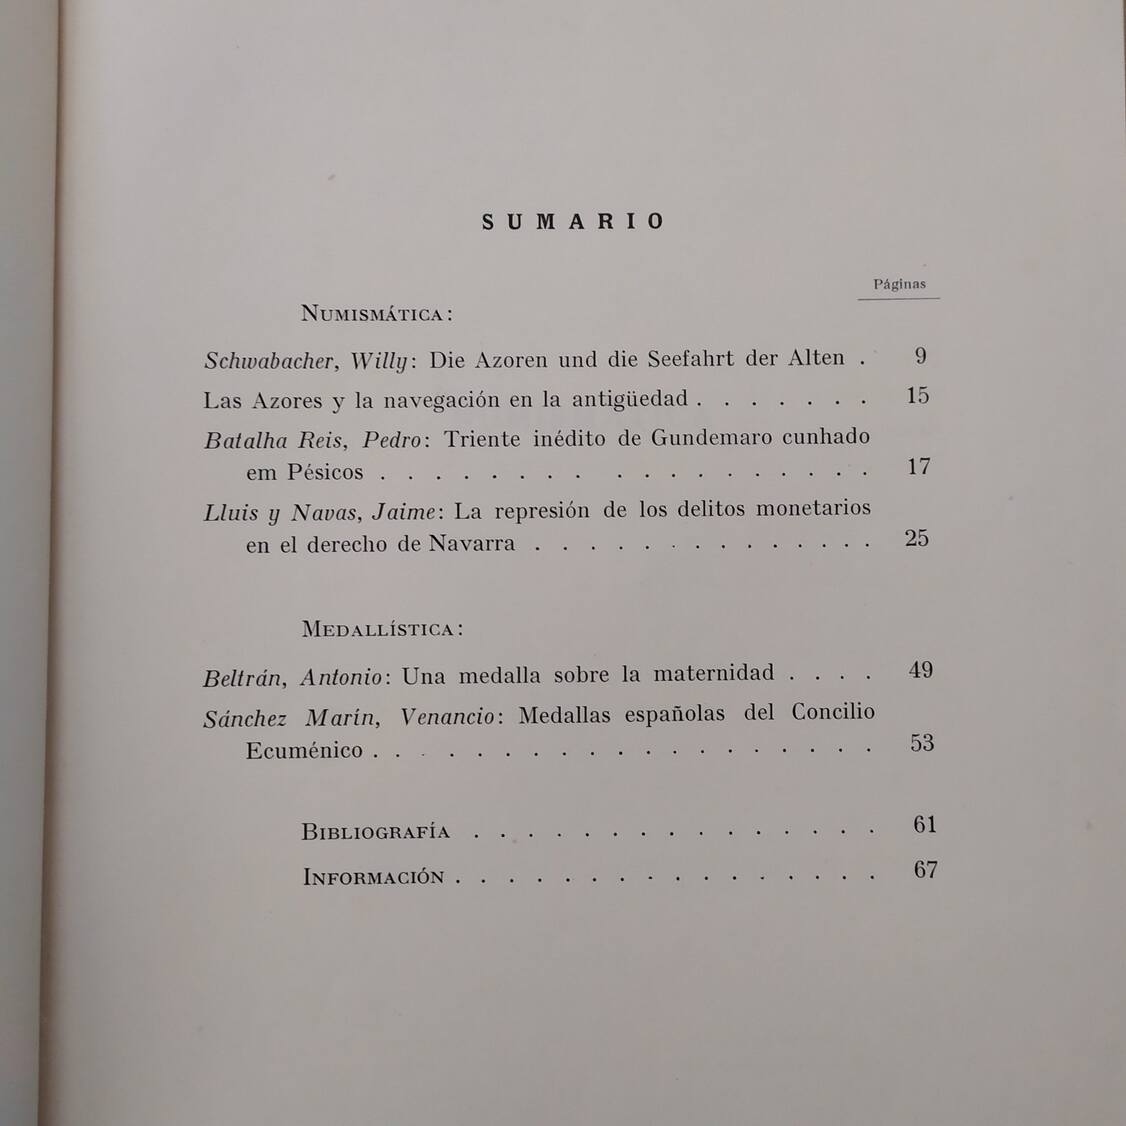 SUMARIO
Páginas
NUMISMÁTICA:
Schwabacher, Willy: Die Azoren und die Seefahrt der Alten . 9
Las Azores y la navegación en la antigüedad . . . . . . . 15
Batalha Reis, Pedro: Triente inédito de Gundemaro cunhado
em Pésicos . . . . . . . . . . . . . . . . . . 17
Lluis y Navas, Jaime: La represión de los delitos monetarios
en el derecho de Navarra . . . . . . . . . . . . . 25
MEDALLÍSTICA:
Beltrán, Antonio: Una medalla sobre la maternidad . . . . 49
Sánchez Marín, Venancio: Medallas españolas del Concilio
Ecuménico . . . . . . . . . . . . . . . . . . . 53
BIBLIOGRAFÍA . . . . . . . . . . . . . . . 61
INFORMACIÓN . . . . . . . . . . . . . . . . 67